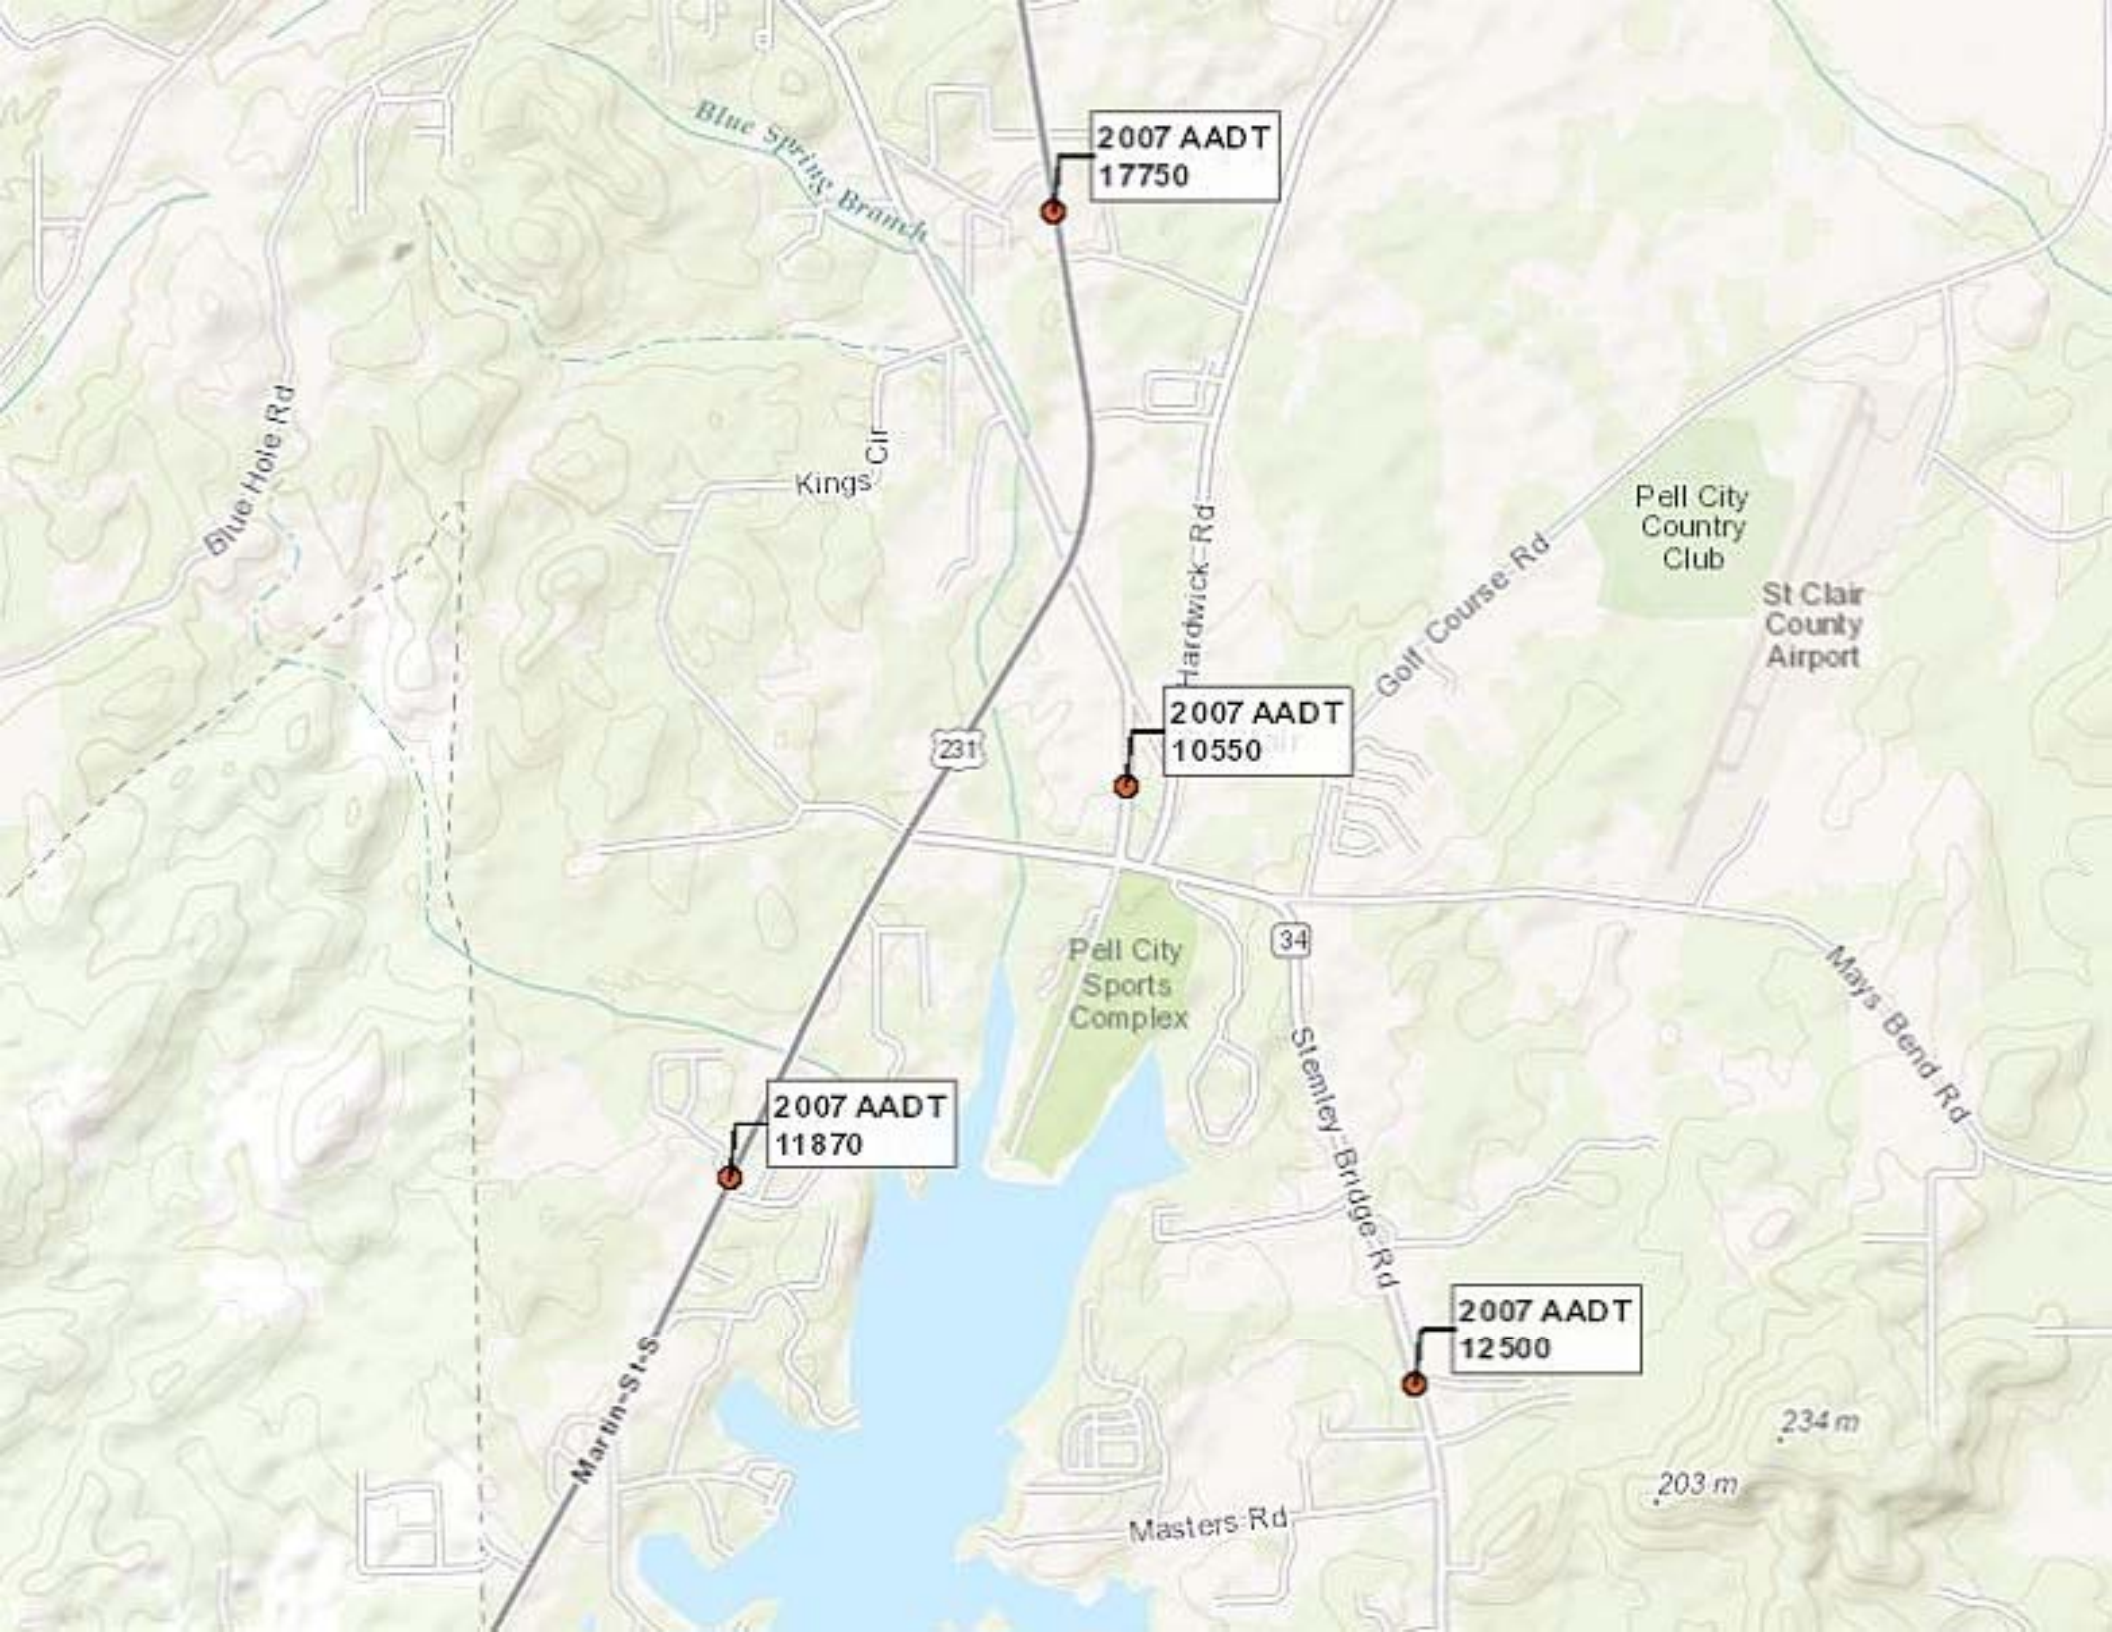 Blue Spring Branch
2007 AADT
17750
Blue Hole Rd
Kings Cir
Hardwick Rd
Golf Course Rd
Pell City
Country
Club
St Clair
County
Airport
2007 AADT
10550
231
34
Pell City
Sports
Complex
Mays Bend Rd
Stemley Bridge Rd
2007 AADT
11870
2007 AADT
12500
Martin St S
234 m
203 m
Masters Rd